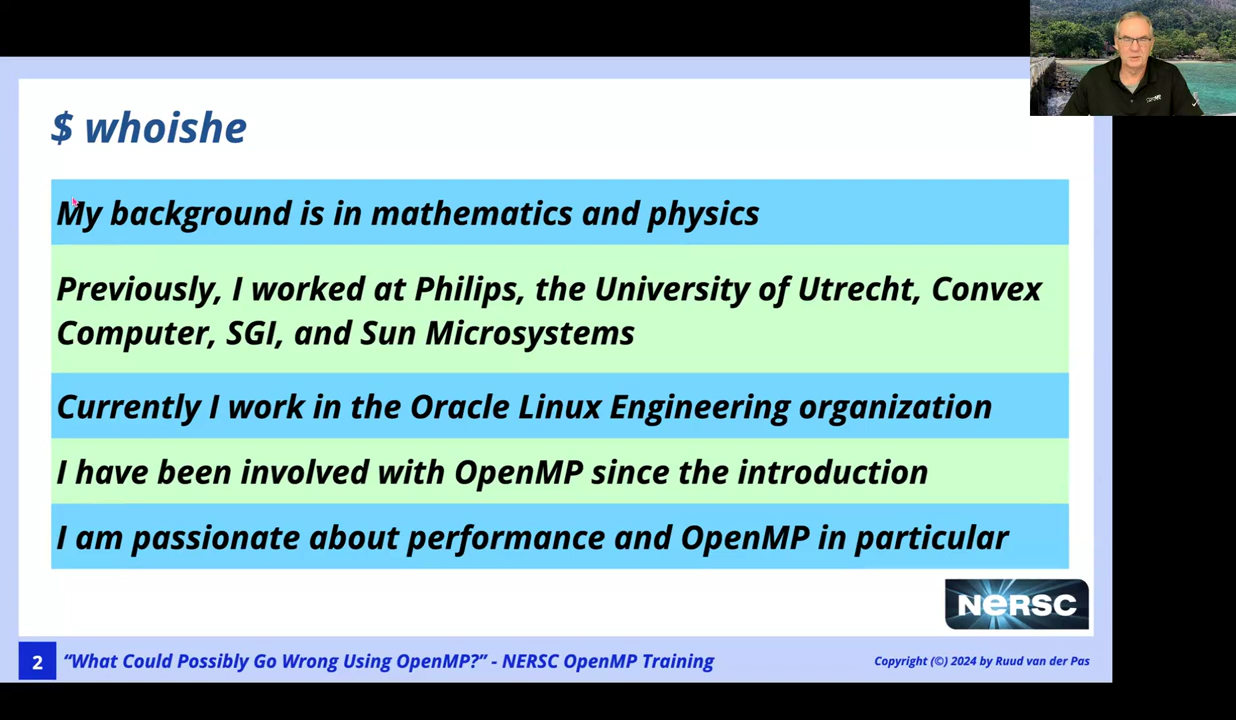 $ whoishe
My background is in mathematics and physics
Previously, I worked at Philips, the University of Utrecht, Convex
Computer, SGI, and Sun Microsystems
Currently I work in the Oracle Linux Engineering organization
I have been involved with OpenMP since the introduction
I am passionate about performance and OpenMP in particular
NERSC
2
“What Could Possibly Go Wrong Using OpenMP?” - NERSC OpenMP Training
Copyright (©) 2024 by Ruud van der Pas